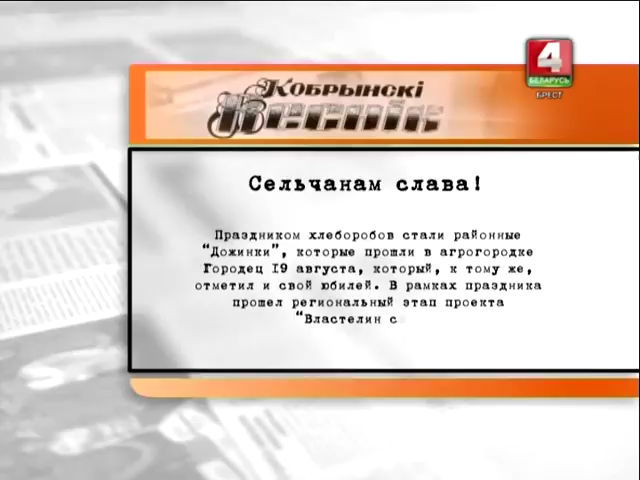 4
БЕЛАРУСЬ
БРЕСТ
Кобрынскі
Веснік
Сельчанам слава!
Праздником хлеборобов стали районные
“Дожинки”, которые прошли в агрогородке
Городец 19 августа, который, к тому же,
отметил и свой юбилей. В рамках праздника
прошел региональный этап проекта
“Властелин с